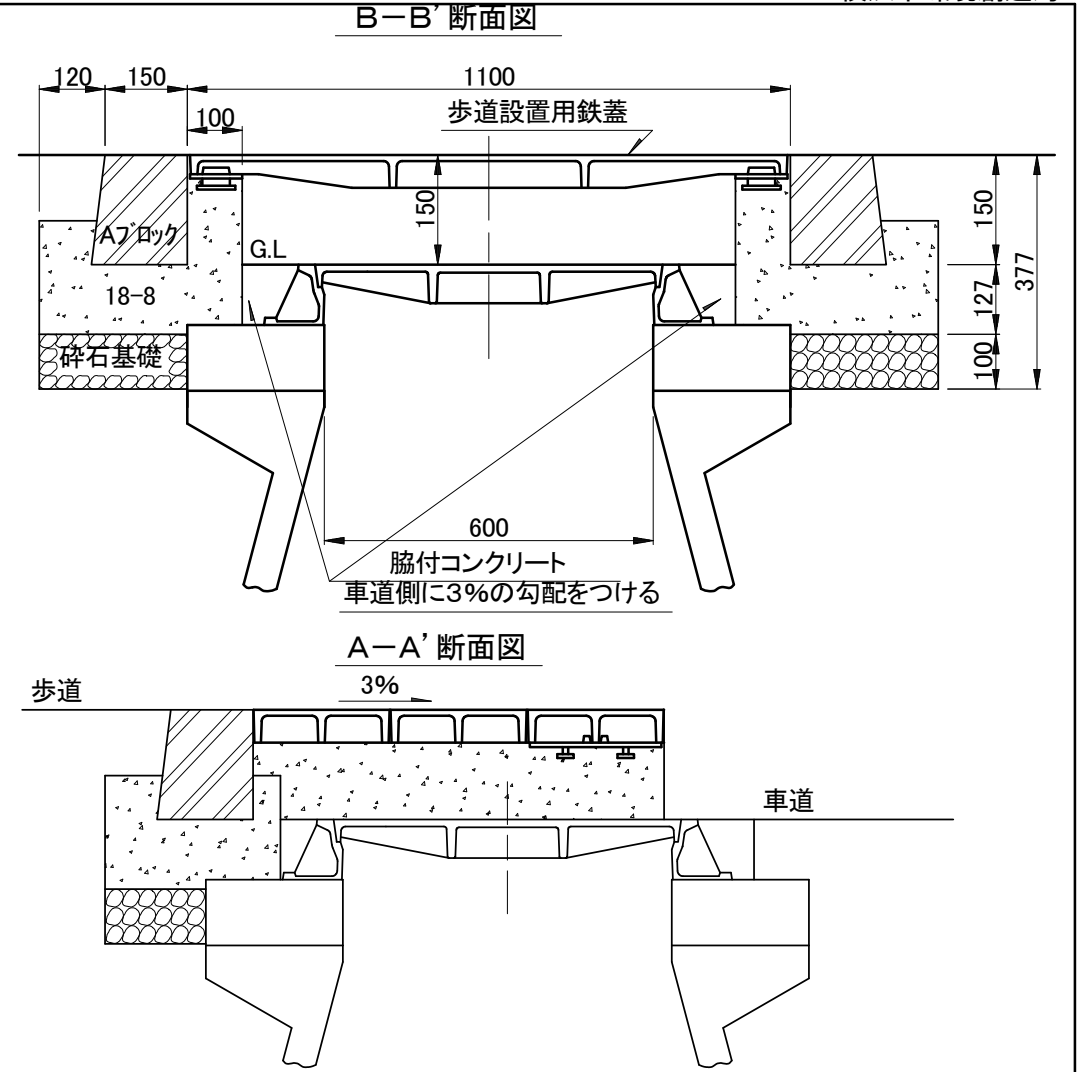 B-B'断面図
120
150
1100
100
歩道設置用鉄蓋
150
Aブロック
G.L
18-8
砕石基礎
150
127
100
377
600
脇付コンクリート
車道側に3%の勾配をつける
A-A'断面図
歩道
3%
車道